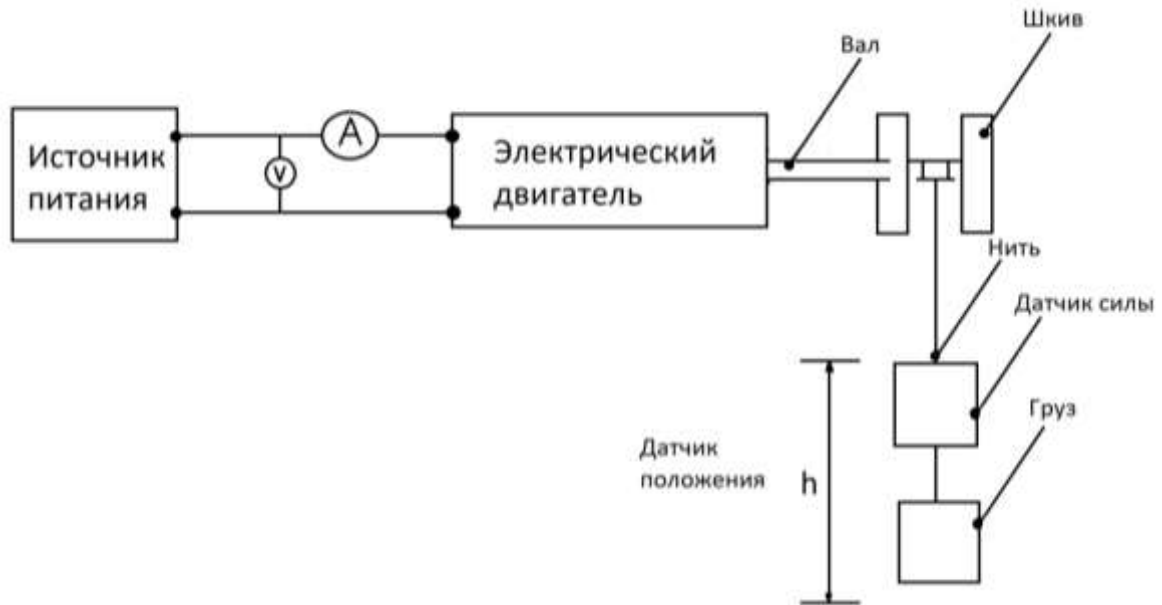 Шкив
Вал
A
Источник
питания
V
Электрический
двигатель
Нить
Датчик силы
Груз
Датчик
положения
h